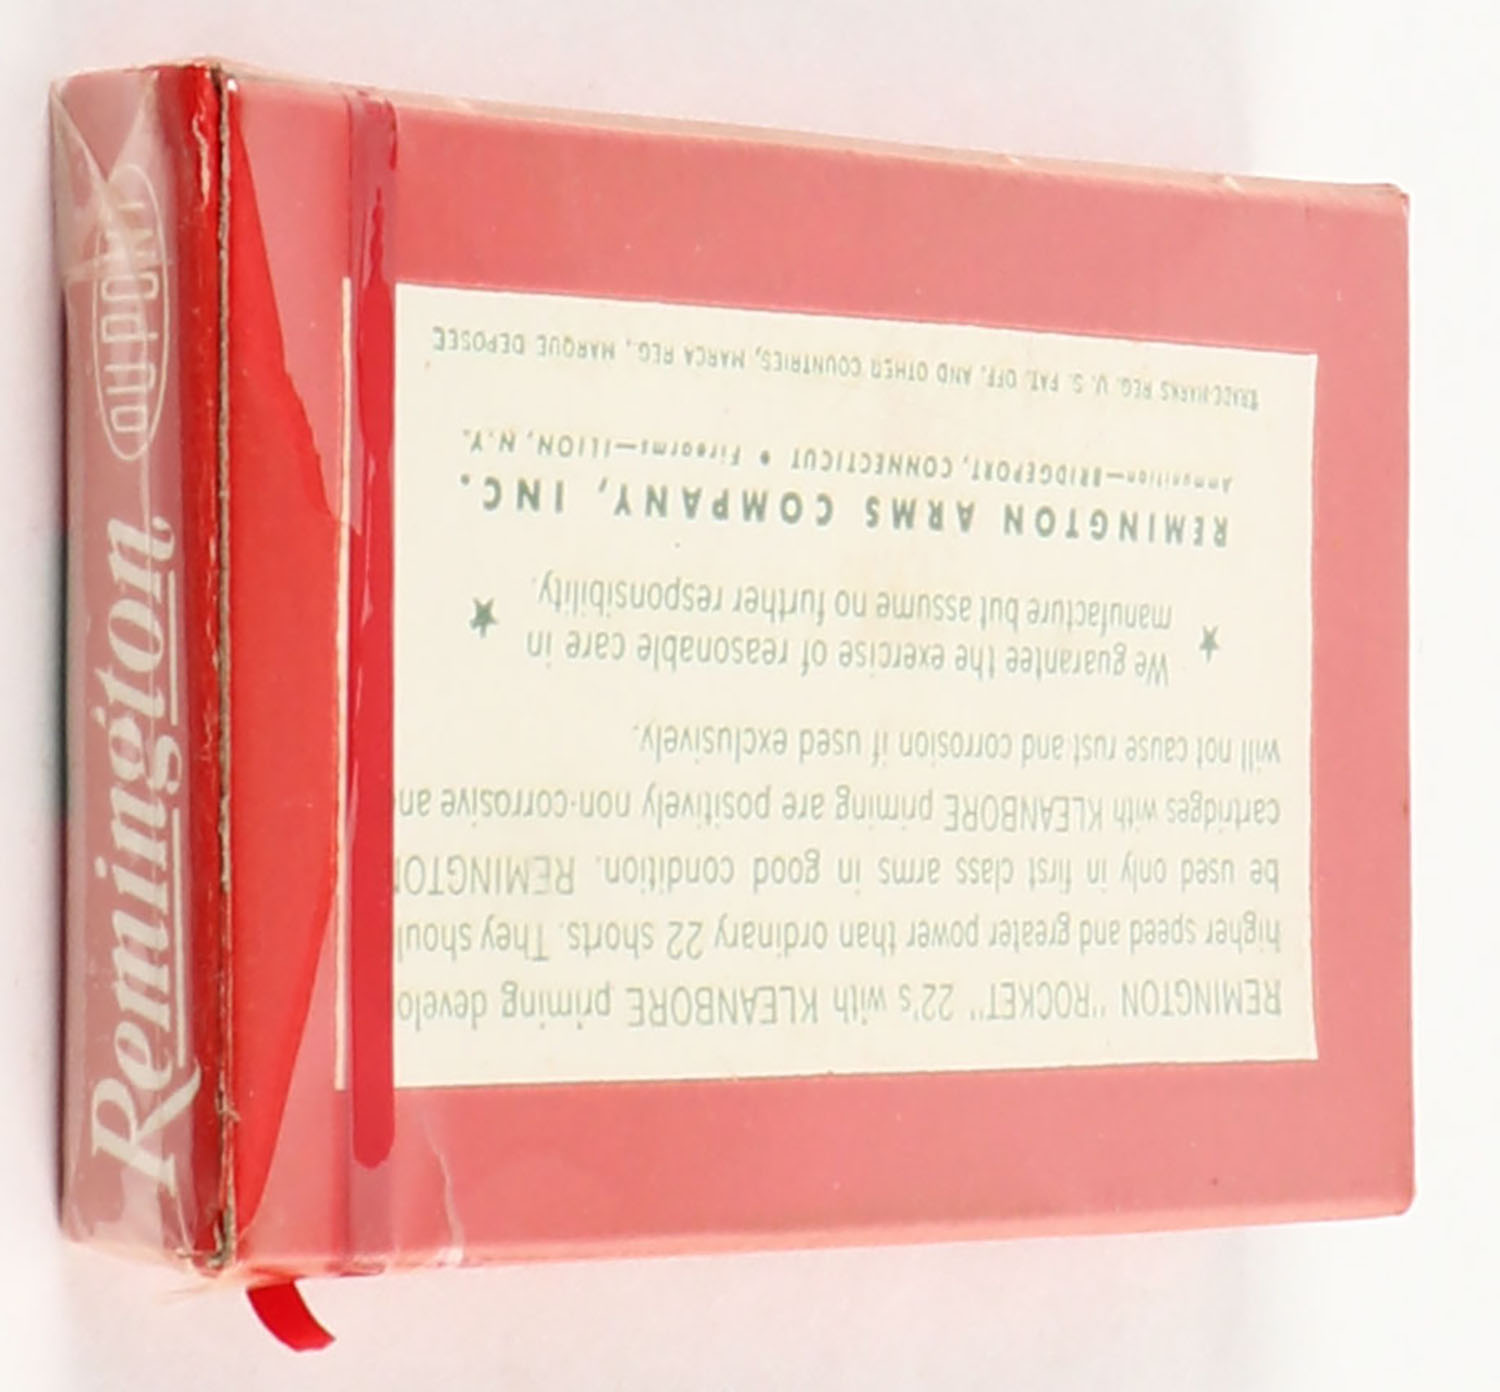 REMINGTON "ROCKET" 22's with KLEANBORE priming develo
higher speed and greater power than ordinary 22 shorts. They shoul
be used only in first class arms in good condition. REMINGTON
cartridges with KLEANBORE priming are positively non-corrosive an
will not cause rust and corrosion if used exclusively.
★ We guarantee the exercise of reasonable care in ★
manufacture but assume no further responsibility.
REMINGTON ARMS COMPANY, INC.
Ammunition—BRIDGEPORT, CONNECTICUT • Firearms—ILION, N.Y.
TRADE-MARKS REG. U. S. PAT. OFF. AND OTHER COUNTRIES, MARCA REG., MARQUE DEPOSEE
Remington,
DUPONT